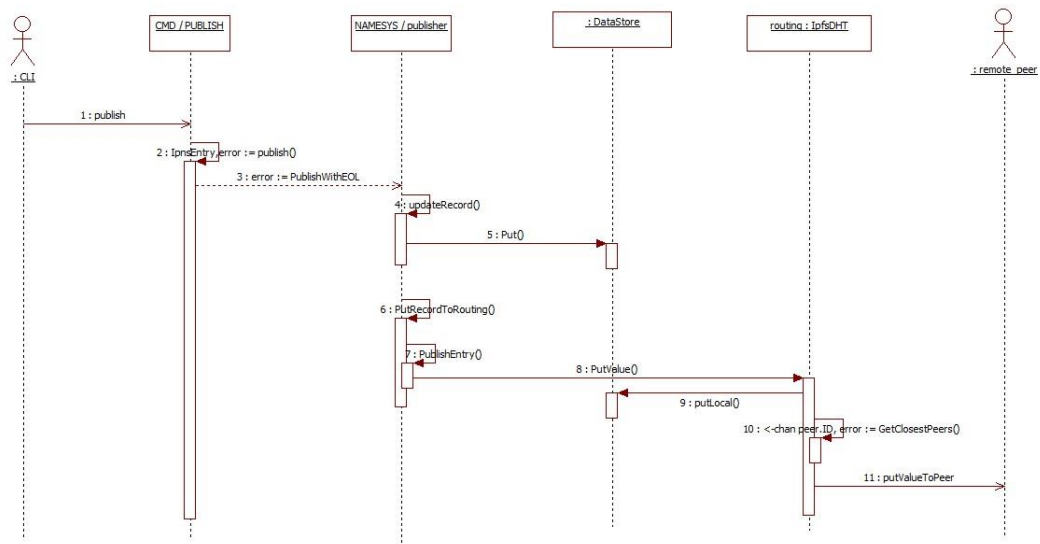 CMD / PUBLISH
NAMESYS / publisher
: DataStore
routing : IpfsDHT
: CLI
: remote_peer
1 : publish
2 : IpnsEntry,error := publish()
3 : error := PublishWithEOL
4 : updateRecord()
5 : Put()
6 : PutRecordToRouting()
7 : PublishEntry()
8 : PutValue()
9 : putLocal()
10 : <-chan peer.ID, error := GetClosestPeers()
11 : putValueToPeer